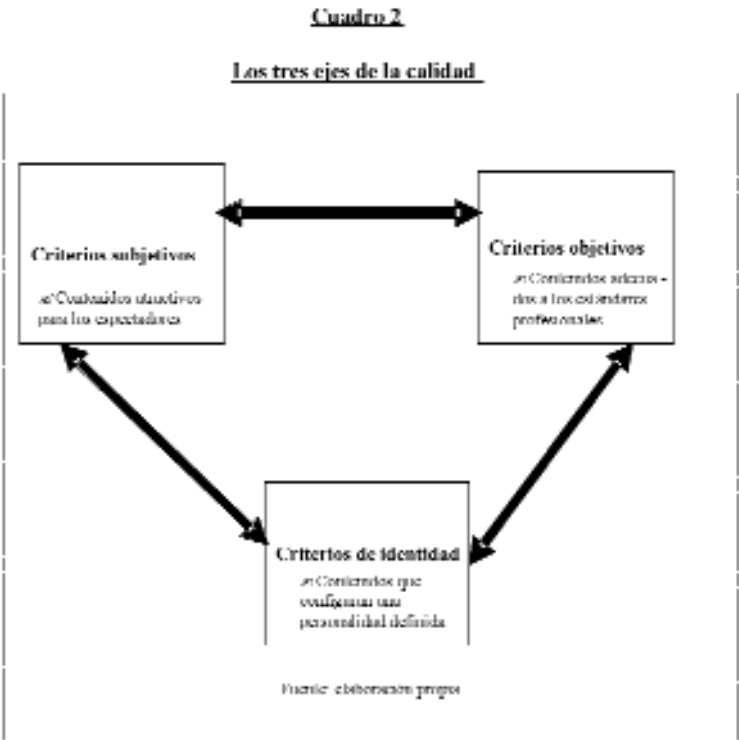 Cuadro 2
Los tres ejes de la calidad
Criterios subjetivos
Contenidos atractivos
para los espectadores
Criterios objetivos
Contenidos adecua-
dos a los estándares
profesionales
Criterios de identidad
Contenidos que
configuran una
personalidad definida
Fuente: elaboración propia